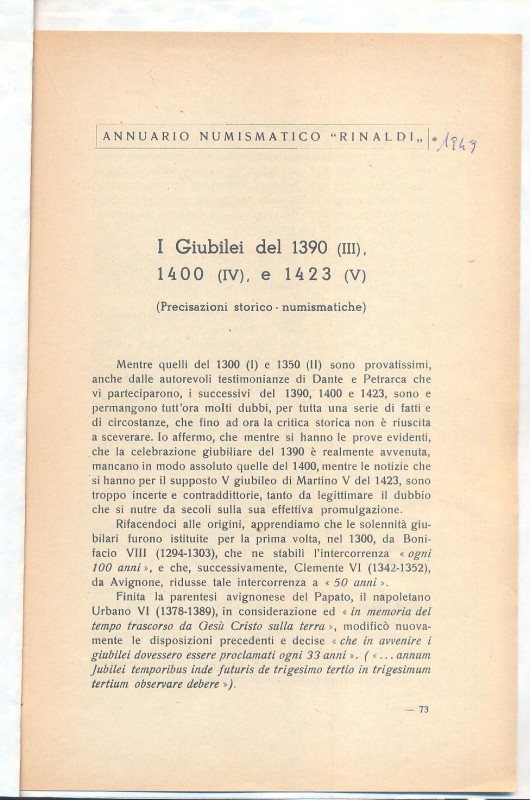 ANNUARIO NUMISMATICO "RINALDI„ • 1949
I Giubilei del 1390 (III),
1400 (IV), e 1423 (V)
(Precisazioni storico - numismatiche)
Mentre quelli del 1300 (I) e 1350 (II) sono provatissimi,
anche dalle autorevoli testimonianze di Dante e Petrarca che
vi parteciparono, i successivi del 1390, 1400 e 1423, sono e
permangono tutt'ora molti dubbi, per tutta una serie di fatti e
di circostanze, che fino ad ora la critica storica non è riuscita
a sceverare. Io affermo, che mentre si hanno le prove evidenti,
che la celebrazione giubiliare del 1390 è realmente avvenuta,
mancano in modo assoluto quelle del 1400, mentre le notizie che
si hanno per il supposto V giubileo di Martino V del 1423, sono
troppo incerte e contraddittorie, tanto da legittimare il dubbio
che si nutre da secoli sulla sua effettiva promulgazione.
Rifacendoci alle origini, apprendiamo che le solennità giu-
bilari furono istituite per la prima volta, nel 1300, da Boni-
facio VIII (1294-1303), che ne stabilì l'intercorrenza « ogni
100 anni », e che, successivamente, Clemente VI (1342-1352),
da Avignone, ridusse tale intercorrenza a « 50 anni ».
Finita la parentesi avignonese del Papato, il napoletano
Urbano VI (1378-1389), in considerazione ed « in memoria del
tempo trascorso da Gesù Cristo sulla terra », modificò nuova-
mente le disposizioni precedenti e decise « che in avvenire i
giubilei dovessero essere proclamati ogni 33 anni ». ( «... annum
Jubilei temporibus inde futuris de trigesimo tertio in trigesimum
tertium observare debere »).
— 73